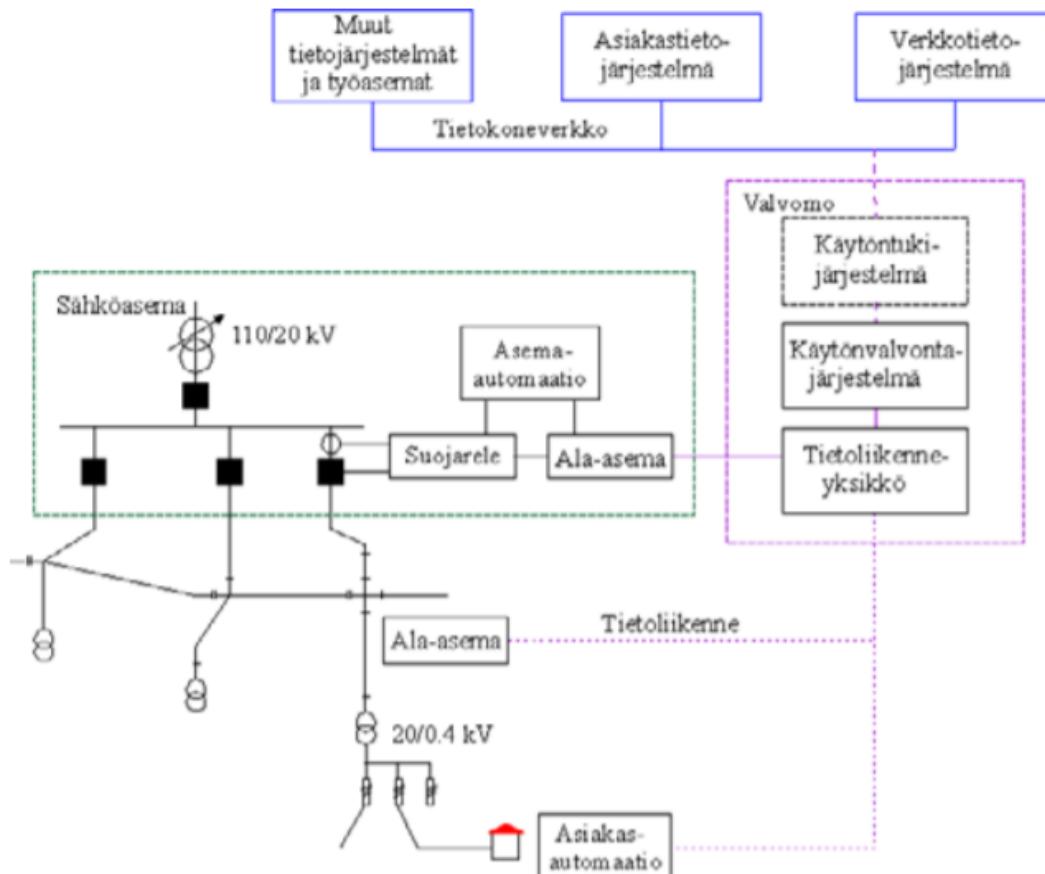 Muut
tietojärjestelmät
ja työasemat
Asiakastieto-
järjestelmä
Verkkotieto-
järjestelmä
Tietokoneverkko
Valvomo
Käytöntuki-
järjestelmä
Sähköasema
110/20 kV
Asema-
automaatio
Käytönvalvonta-
järjestelmä
Suojarele
Ala-asema
Tietoliikenne-
yksikkö
Ala-asema
Tietoliikenne
20/0.4 kV
Asiakas-
automaatio